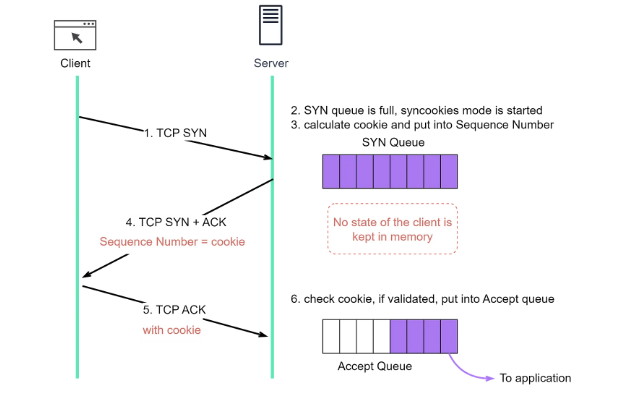 Client
Server
1. TCP SYN
2. SYN queue is full, syncookies mode is started
3. calculate cookie and put into Sequence Number
SYN Queue
No state of the client is
kept in memory
4. TCP SYN + ACK
Sequence Number = cookie
5. TCP ACK
with cookie
6. check cookie, if validated, put into Accept queue
Accept Queue
To application